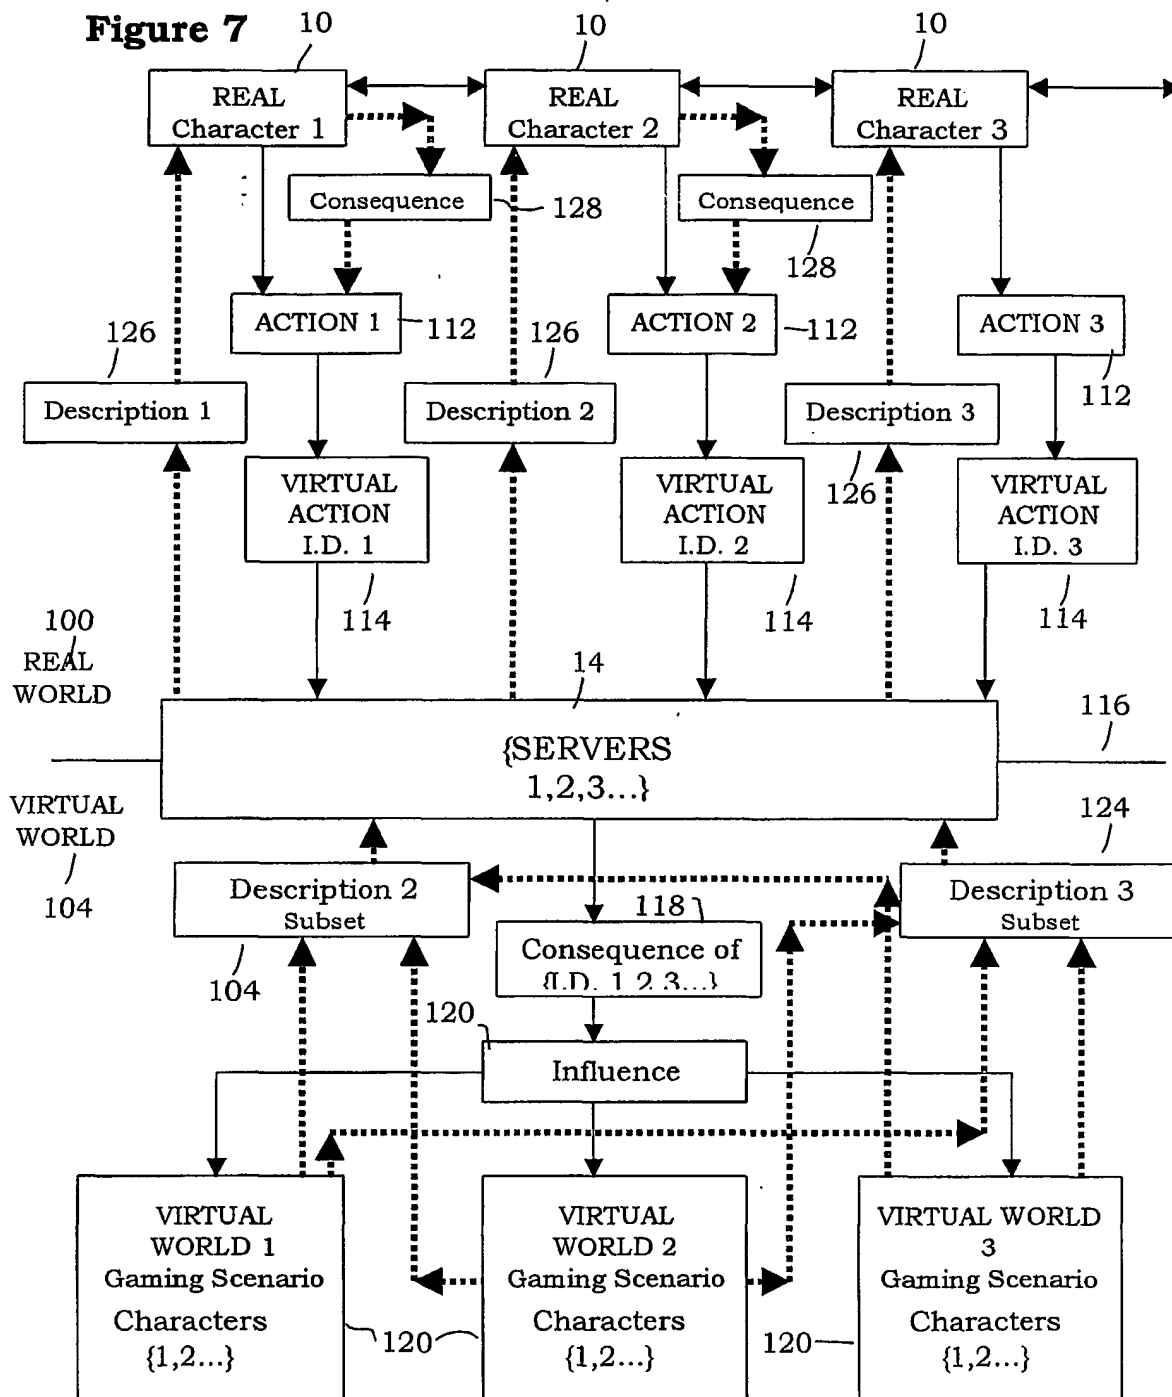 Figure 7
10
10
10
REAL
Character 1
REAL
Character 2
REAL
Character 3
Consequence
128
Consequence
128
ACTION 1
112
ACTION 2
112
ACTION 3
112
126
126
Description 1
Description 2
Description 3
126
VIRTUAL
ACTION
I.D. 1
VIRTUAL
ACTION
I.D. 2
VIRTUAL
ACTION
I.D. 3
114
114
114
100
REAL
WORLD
14
116
{SERVERS
1,2,3...}
VIRTUAL
WORLD
104
124
Description 2
Subset
104
Description 3
Subset
118
Consequence of
{I.D. 1,2,3...}
120
Influence
VIRTUAL
WORLD 1
Gaming Scenario
Characters
{1,2...}
120
VIRTUAL
WORLD 2
Gaming Scenario
Characters
{1,2...}
120
VIRTUAL WORLD
3
Gaming Scenario
Characters
{1,2...}